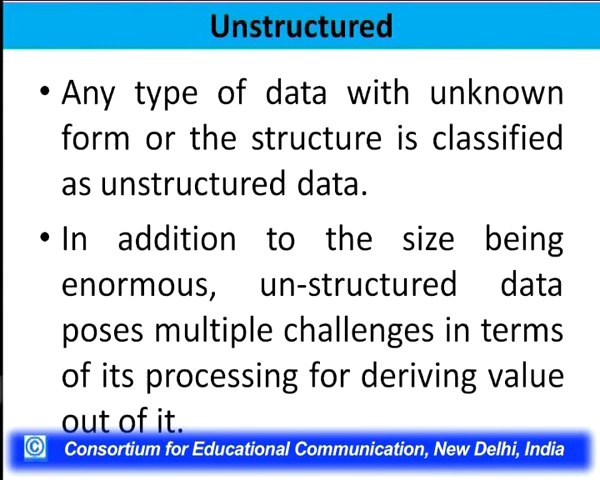 Unstructured
• Any type of data with unknown
form or the structure is classified
as unstructured data.
• In addition to the size being
enormous, un-structured data
poses multiple challenges in terms
of its processing for deriving value
out of it.
© Consortium for Educational Communication, New Delhi, India